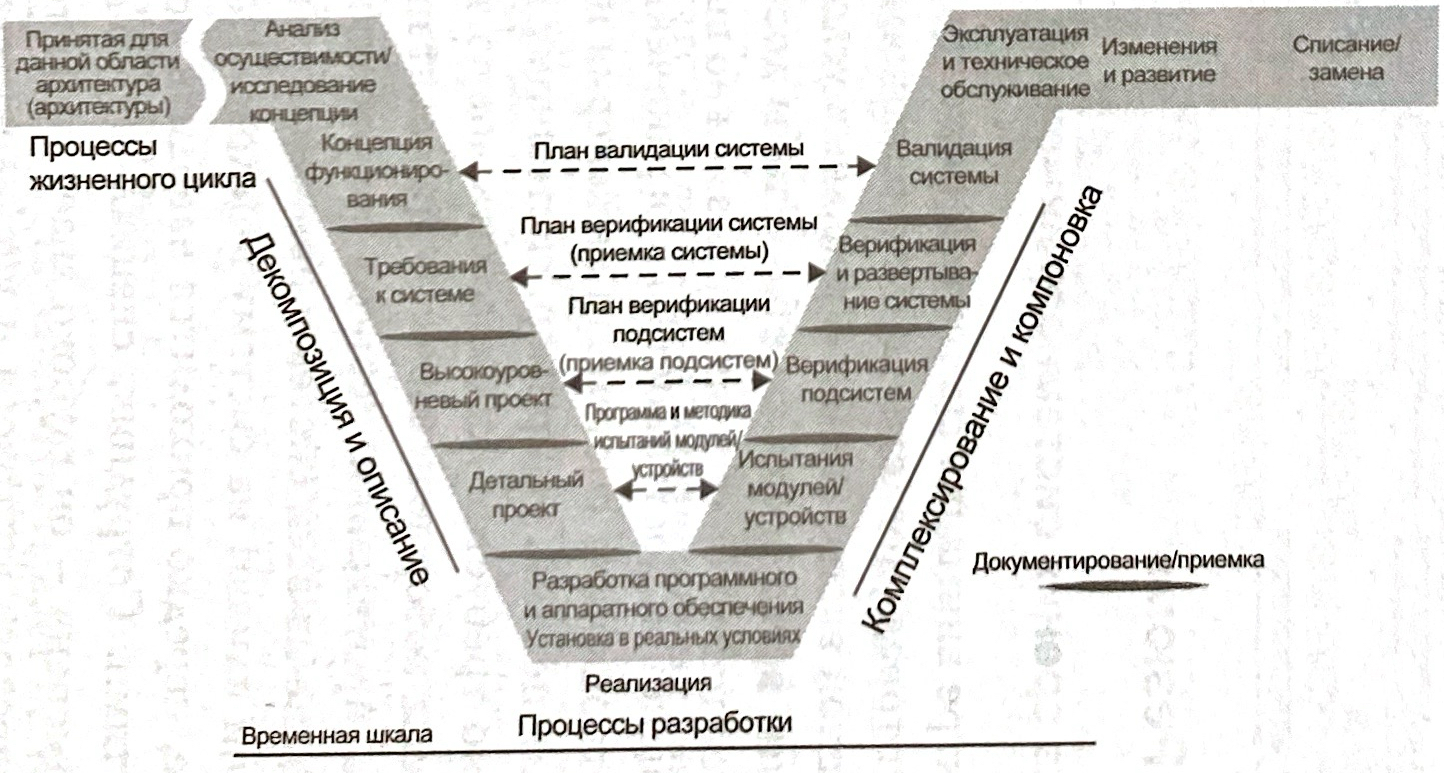 Принятая для
данной области
архитектура
(архитектуры)
Анализ
осуществимости/
исследование
концепции
Эксплуатация
и техническое
обслуживание
Изменения
и развитие
Списание/
замена
Процессы
жизненного цикла
Концепция
функциониро-
вания
План валидации системы
Валидация
системы
Декомпозиция и описание
Требования
к системе
План верификации системы
(приемка системы)
Верификация
и развертыва-
ние системы
Комплексирование и компоновка
Высокоуров-
невый проект
План верификации
подсистем
(приемка подсистем)
Верификация
подсистем
Детальный
проект
Программа и методика
испытаний модулей/
устройств
Испытания
модулей/
устройств
Документирование/приемка
Разработка программного
и аппаратного обеспечения
Установка в реальных условиях
Реализация
Временная шкала
Процессы разработки